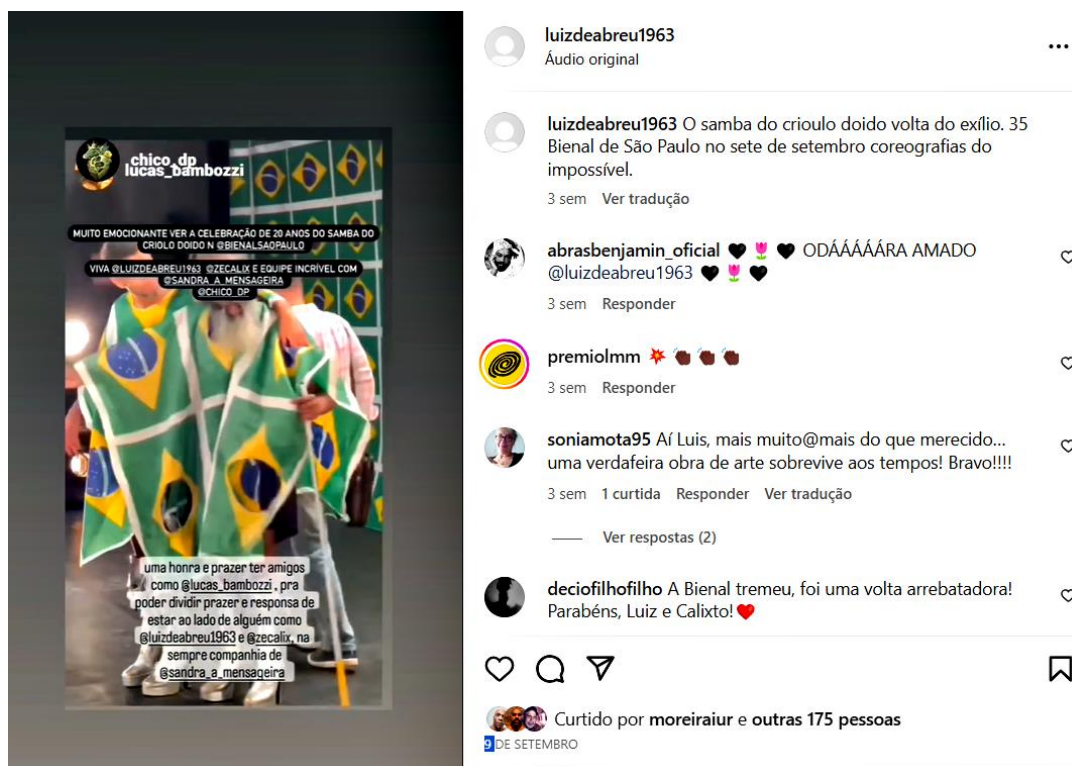 chico_dp
lucas_bambozzi
MUITO EMOCIONANTE VER A CELEBRAÇÃO DE 20 ANOS DO SAMBA DO
CRIOLO DOIDO N @BIENALSAOPAULO
VIVA @LUIZDEABREU1963 @ZECALIX E EQUIPE INCRÍVEL COM
@SANDRA_A_MENSAGEIRA
@CHICO_DP
uma honra e prazer ter amigos
como @lucas_bambozzi , pra
poder dividir prazer e responsa de
estar ao lado de alguém como
@luizdeabreu1963 e @zecalix, na
sempre companhia de
@sandra_a_mensageira
luizdeabreu1963
Áudio original
luizdeabreu1963 O samba do crioulo doido volta do exílio. 35
Bienal de São Paulo no sete de setembro coreografias do
impossível.
3 sem Ver tradução
abrasbenjamin_oficial 🖤 🌷 🖤 ODÁÁÁÁÁRA AMADO
@luizdeabreu1963 🖤 🌷 🖤
3 sem Responder
premiolmm 💥 👏🏿 👏🏿 👏🏿
3 sem Responder
soniamota95 Aí Luis, mais muito@mais do que merecido...
uma verdafeira obra de arte sobrevive aos tempos! Bravo!!!!
3 sem 1 curtida Responder Ver tradução
Ver respostas (2)
deciofilhofilho A Bienal tremeu, foi uma volta arrebatadora!
Parabéns, Luiz e Calixto!❤️
Curtido por moreiraiur e outras 175 pessoas
9 DE SETEMBRO